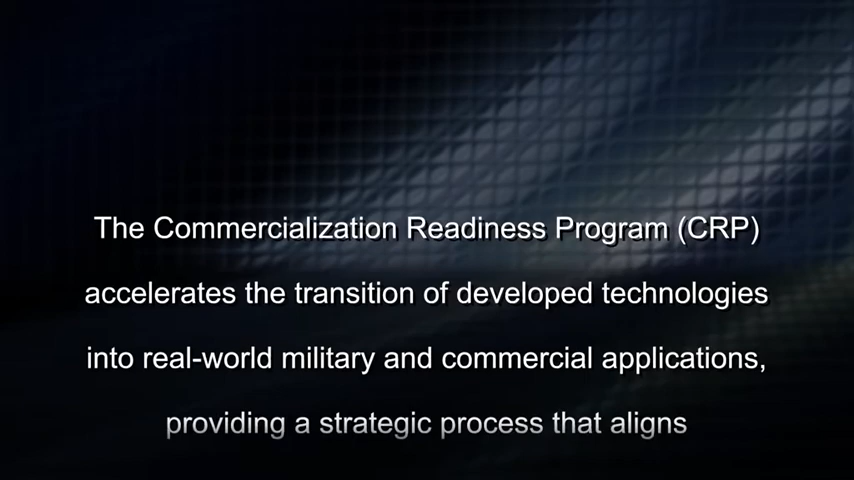 The Commercialization Readiness Program (CRP)
accelerates the transition of developed technologies
into real-world military and commercial applications,
providing a strategic process that aligns